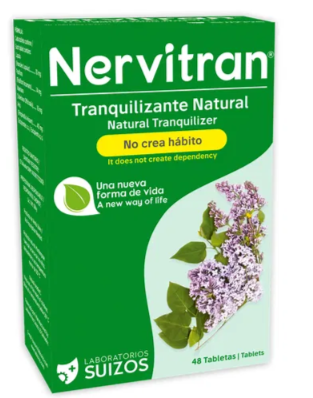 Nervitran®
Tranquilizante Natural
Natural Tranquilizer
No crea hábito
It does not create dependency
Una nueva
forma de vida
A new way of life
LABORATORIOS
SUIZOS
48 Tabletas | Tablets